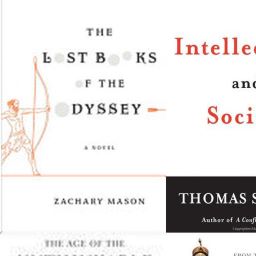 THE
LOST BOOKS
OF THE
ODYSSEY
A NOVEL
ZACHARY MASON
Intellec
and
Soci
THOMAS S
Author of A Conf
THE AGE OF THE